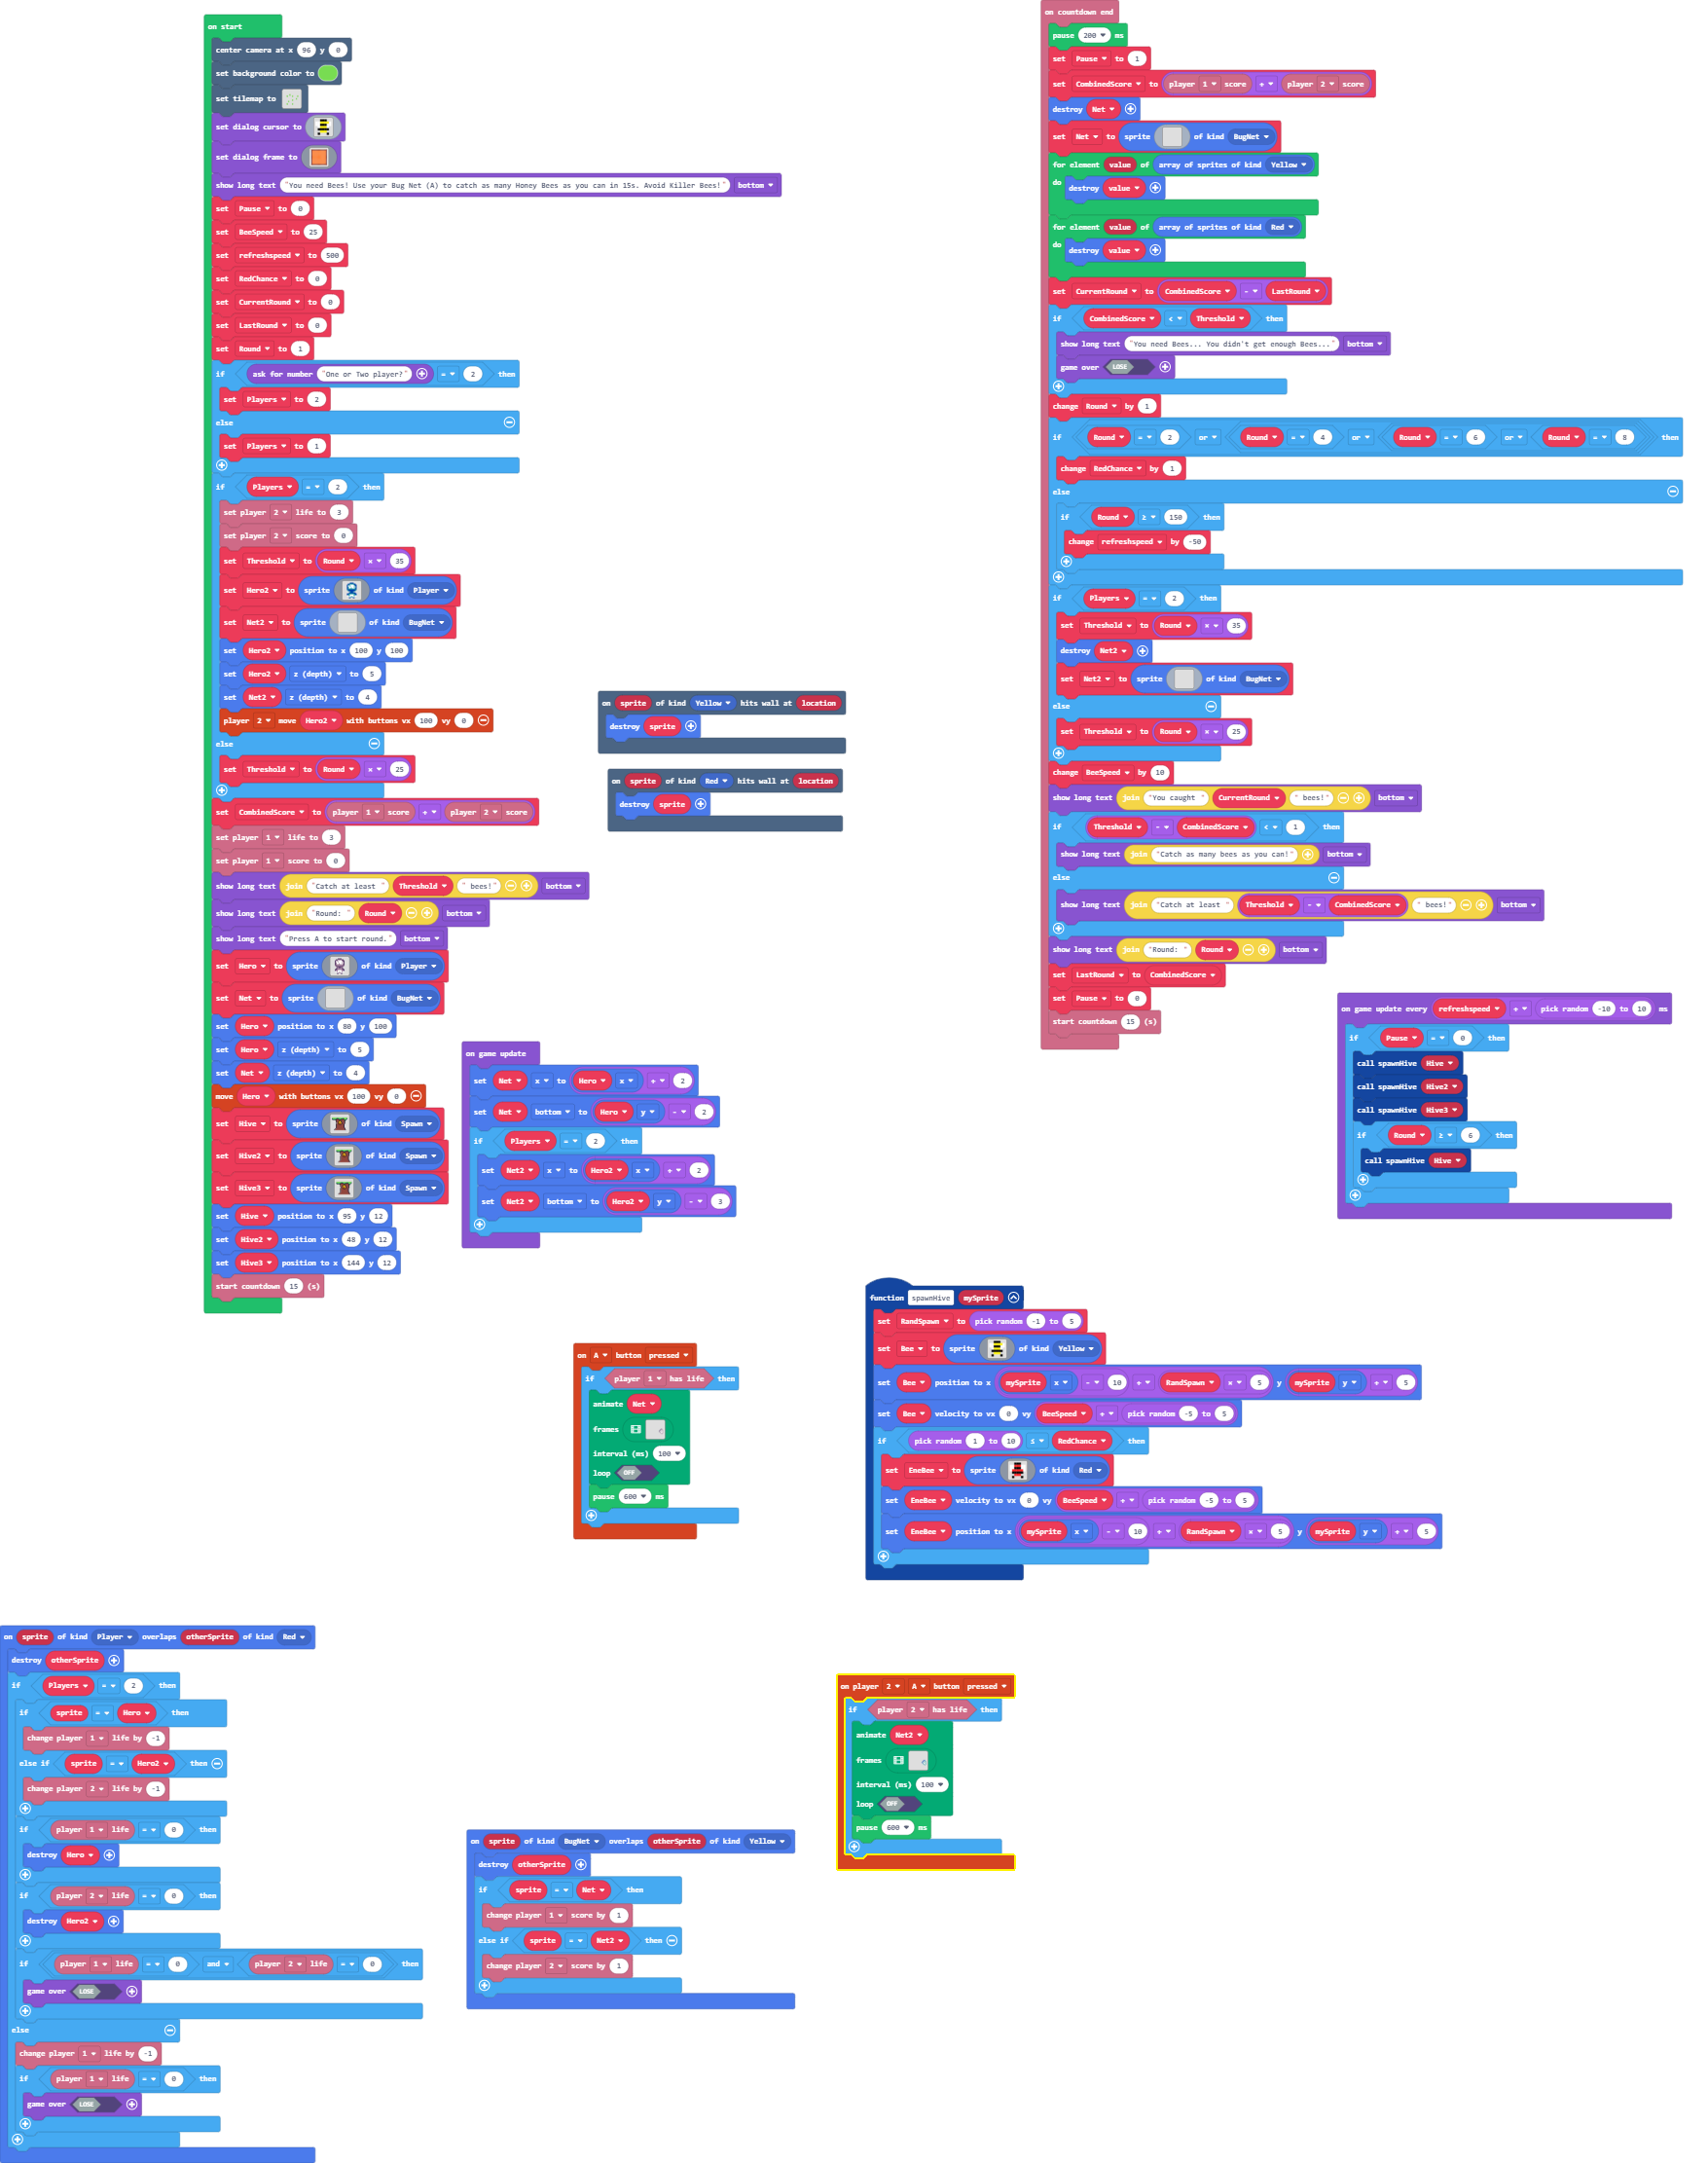 on start
center camera at x 96 y 0
set background color to
set tilemap to
set dialog cursor to
set dialog frame to
show long text "You need Bees! Use your Bug Net (A) to catch as many Honey Bees as you can in 15s. Avoid Killer Bees!" bottom
set Pause to 0
set BeeSpeed to 25
set refreshspeed to 500
set RedChance to 0
set CurrentRound to 0
set LastRound to 0
set Round to 1
if ask for number "One or Two player?" = 2 then
set Players to 2
else
set Players to 1
if Players = 2 then
set player 2 life to 3
set player 2 score to 0
set Threshold to Round × 35
set Hero2 to sprite of kind Player
set Net2 to sprite of kind BugNet
set Hero2 position to x 100 y 100
set Hero2 z (depth) to 5
set Net2 z (depth) to 4
player 2 move Hero2 with buttons vx 100 vy 0
else
set Threshold to Round × 25
set CombinedScore to player 1 score + player 2 score
set player 1 life to 3
set player 1 score to 0
show long text join "Catch at least " Threshold " bees!" bottom
show long text join "Round: " Round bottom
show long text "Press A to start round." bottom
set Hero to sprite of kind Player
set Net to sprite of kind BugNet
set Hero position to x 80 y 100
set Hero z (depth) to 5
set Net z (depth) to 4
move Hero with buttons vx 100 vy 0
set Hive to sprite of kind Spawn
set Hive2 to sprite of kind Spawn
set Hive3 to sprite of kind Spawn
set Hive position to x 95 y 12
set Hive2 position to x 48 y 12
set Hive3 position to x 144 y 12
start countdown 15 (s)
on countdown end
pause 200 ms
set Pause to 1
set CombinedScore to player 1 score + player 2 score
destroy Net
set Net to sprite of kind BugNet
for element value of array of sprites of kind Yellow
do destroy value
for element value of array of sprites of kind Red
do destroy value
set CurrentRound to CombinedScore - LastRound
if CombinedScore < Threshold then
show long text "You need Bees... You didn't get enough Bees..." bottom
game over LOSE
change Round by 1
if Round = 2 or Round = 4 or Round = 6 or Round = 8 then
change RedChance by 1
else
if Round ≥ 150 then
change refreshspeed by -50
if Players = 2 then
set Threshold to Round × 35
destroy Net2
set Net2 to sprite of kind BugNet
else
set Threshold to Round × 25
change BeeSpeed by 10
show long text join "You caught " CurrentRound " bees!" bottom
if Threshold - CombinedScore < 1 then
show long text join "Catch as many bees as you can!" bottom
else
show long text join "Catch at least " Threshold - CombinedScore " bees!" bottom
show long text join "Round: " Round bottom
set LastRound to CombinedScore
set Pause to 0
start countdown 15 (s)
on sprite of kind Yellow hits wall at location
destroy sprite
on sprite of kind Red hits wall at location
destroy sprite
on game update every refreshspeed + pick random -10 to 10 ms
if Pause = 0 then
call spawnHive Hive
call spawnHive Hive2
call spawnHive Hive3
if Round ≥ 6 then
call spawnHive Hive
on game update
set Net x to Hero x + 2
set Net bottom to Hero y - 2
if Players = 2 then
set Net2 x to Hero2 x + 2
set Net2 bottom to Hero2 y - 3
function spawnHive mySprite
set RandSpawn to pick random -1 to 5
set Bee to sprite of kind Yellow
set Bee position to x mySprite x - 10 + RandSpawn × 5 y mySprite y + 5
set Bee velocity to vx 0 vy BeeSpeed + pick random -5 to 5
if pick random 1 to 10 ≤ RedChance then
set EneBee to sprite of kind Red
set EneBee velocity to vx 0 vy BeeSpeed + pick random -5 to 5
set EneBee position to x mySprite x - 10 + RandSpawn × 5 y mySprite y + 5
on A button pressed
if player 1 has life then
animate Net
frames
interval (ms) 100
loop OFF
pause 600 ms
on sprite of kind Player overlaps otherSprite of kind Red
destroy otherSprite
if Players = 2 then
if sprite = Hero then
change player 1 life by -1
else if sprite = Hero2 then
change player 2 life by -1
if player 1 life = 0 then
destroy Hero
if player 2 life = 0 then
destroy Hero2
if player 1 life = 0 and player 2 life = 0 then
game over LOSE
else
change player 1 life by -1
if player 1 life = 0 then
game over LOSE
on sprite of kind BugNet overlaps otherSprite of kind Yellow
destroy otherSprite
if sprite = Net then
change player 1 score by 1
else if sprite = Net2 then
change player 2 score by 1
on player 2 A button pressed
if player 2 has life then
animate Net2
frames
interval (ms) 100
loop OFF
pause 600 ms